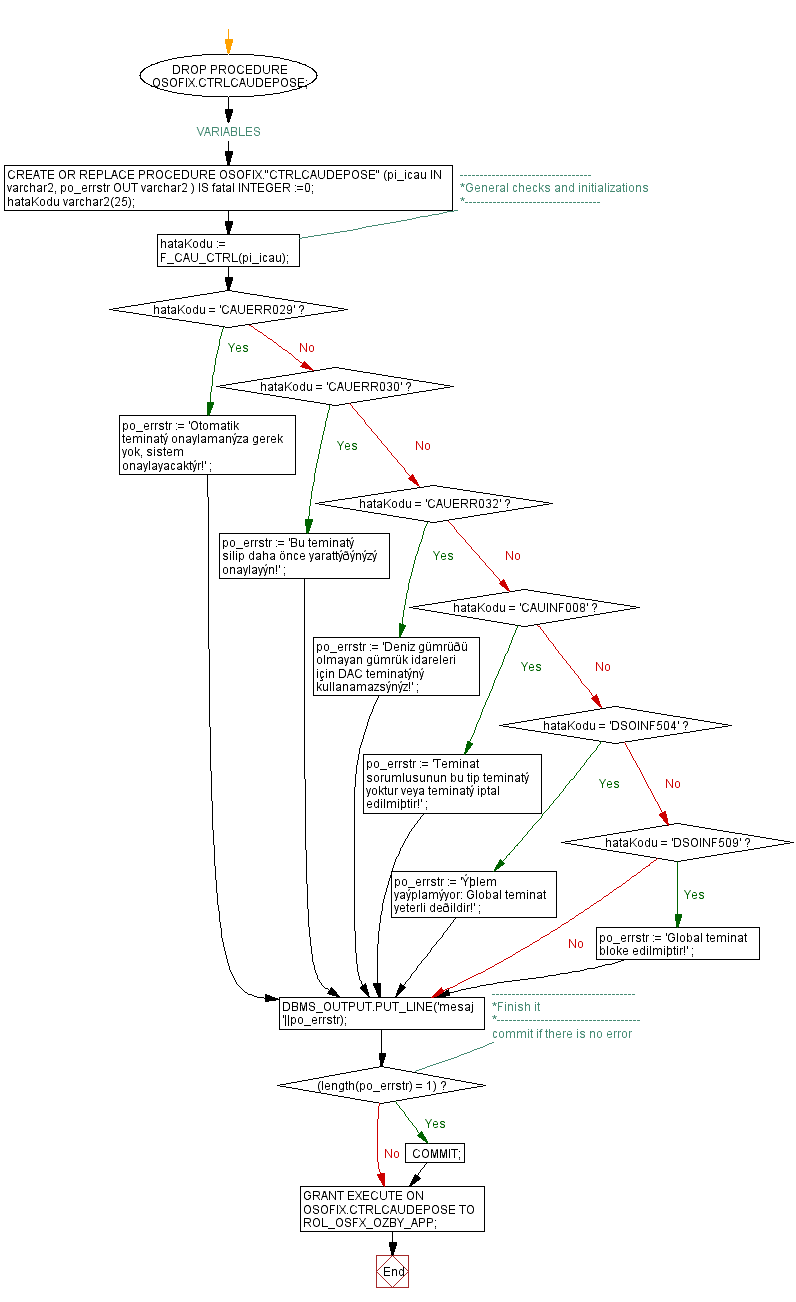 DROP PROCEDURE
OSOFIX.CTRLCAUDEPOSE;
VARIABLES
CREATE OR REPLACE PROCEDURE OSOFIX."CTRLCAUDEPOSE" (pi_icau IN
varchar2, po_errstr OUT varchar2 ) IS fatal INTEGER :=0;
hataKodu varchar2(25);
---------------------------------
*General checks and initializations
*----------------------------------
hataKodu :=
F_CAU_CTRL(pi_icau);
hataKodu = 'CAUERR029' ?
Yes
No
hataKodu = 'CAUERR030' ?
po_errstr := 'Otomatik
teminatý onaylamanýza gerek
yok, sistem
onaylayacaktýr!' ;
Yes
No
hataKodu = 'CAUERR032' ?
po_errstr := 'Bu teminatý
silip daha önce yarattýðýnýzý
onaylayýn!' ;
Yes
No
hataKodu = 'CAUINF008' ?
po_errstr := 'Deniz gümrüðü
olmayan gümrük idareleri
için DAC teminatýný
kullanamazsýnýz!' ;
Yes
No
hataKodu = 'DSOINF504' ?
po_errstr := 'Teminat
sorumlusunun bu tip teminatý
yoktur veya teminatý iptal
edilmiþtir!' ;
Yes
No
hataKodu = 'DSOINF509' ?
po_errstr := 'Ýþlem
yaýplamýyor: Global teminat
yeterli deðildir!' ;
Yes
No
po_errstr := 'Global teminat
bloke edilmiþtir!' ;
DBMS_OUTPUT.PUT_LINE('mesaj
'||po_errstr);
------------------------------------
*Finish it
*------------------------------------
commit if there is no error
(length(po_errstr) = 1) ?
Yes
No
COMMIT;
GRANT EXECUTE ON
OSOFIX.CTRLCAUDEPOSE TO
ROL_OSFX_OZBY_APP;
End